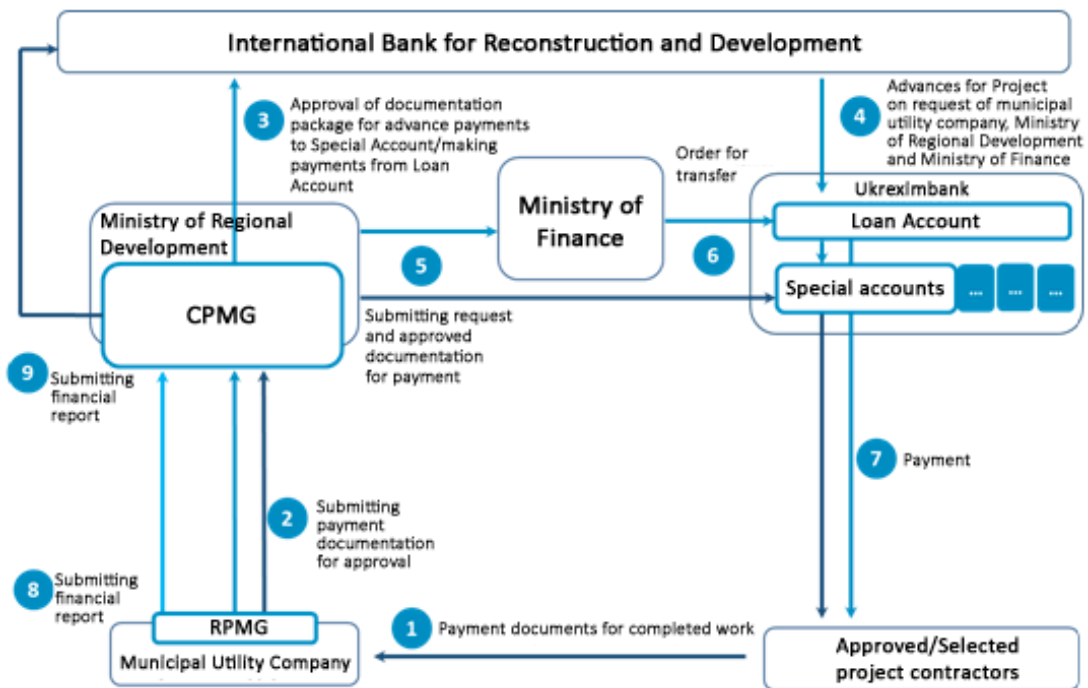 International Bank for Reconstruction and Development
3
Approval of documentation
package for advance payments
to Special Account/making
payments from Loan
Account
4
Advances for Project
on request of municipal
utility company, Ministry
of Regional Development
and Ministry of Finance
Order for
transfer
Ministry of Regional
Development
CPMG
5
Ministry of
Finance
6
UkrexImbank
Loan Account
Special accounts
...
...
...
Submitting request
and approved
documentation
for payment
9
Submitting
financial
report
7
Payment
2
Submitting
payment
documentation
for approval
8
Submitting
financial
report
RPMG
Municipal Utility Company
1
Payment documents for completed work
Approved/Selected
project contractors